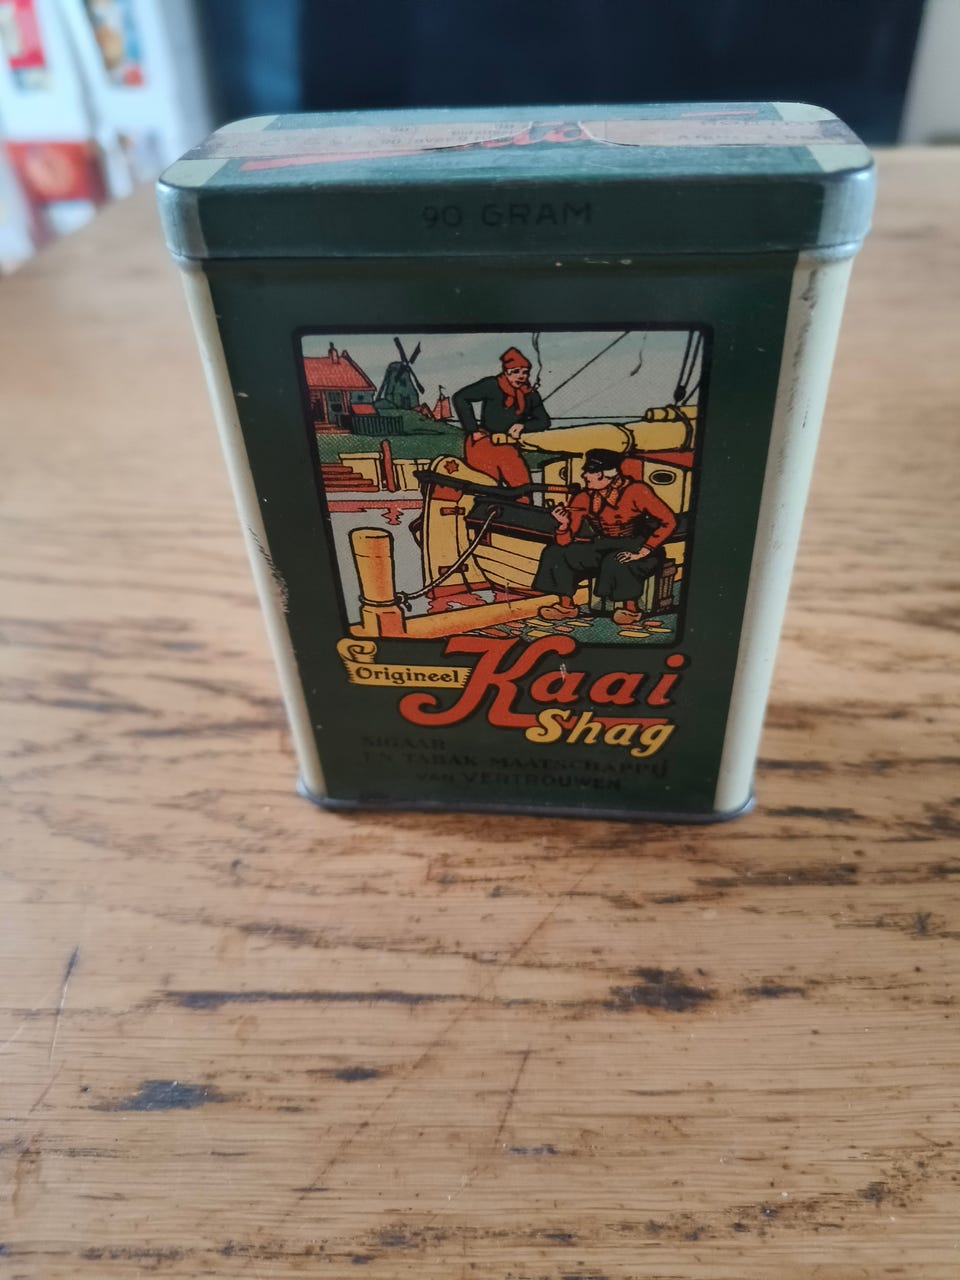 90 GRAM
Origineel
Kaai
Shag
SIGAAR
EN TABAK-MAATSCHAPPIJ
VAN VERTROUWEN